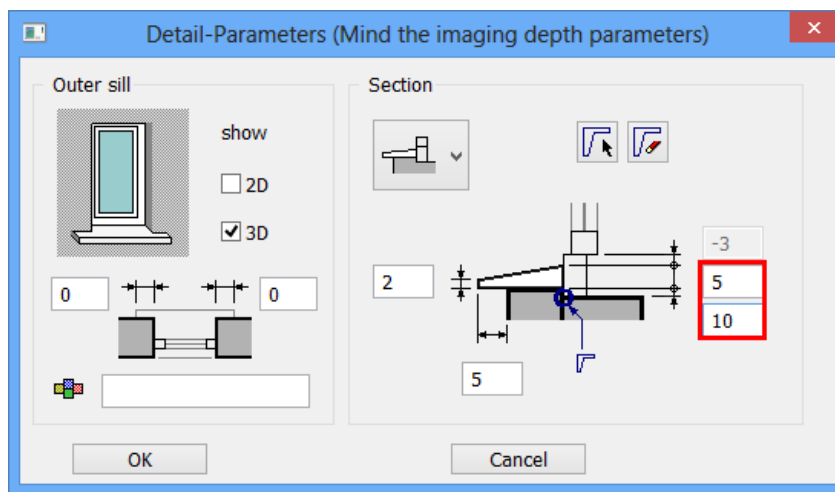 Detail-Parameters (Mind the imaging depth parameters)
Outer sill
show
2D
3D
0
0
OK
Section
-3
2
5
10
5
Cancel